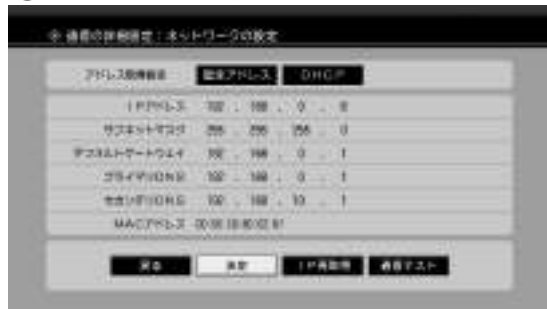 通信の詳細設定:ネットワークの設定
アドレス取得設定 固定アドレス DHCP
IPアドレス 192 . 168 . 0 .
サブネットマスク 255 . 255 . 255 . 0
デフォルトゲートウェイ 192 . 168 . 0 . 1
プライマリDNS 192 . 168 . 0 . 1
セカンダリDNS 192 . 168 . 10 . 1
MACアドレス
戻る 決定 IP再取得 通信テスト